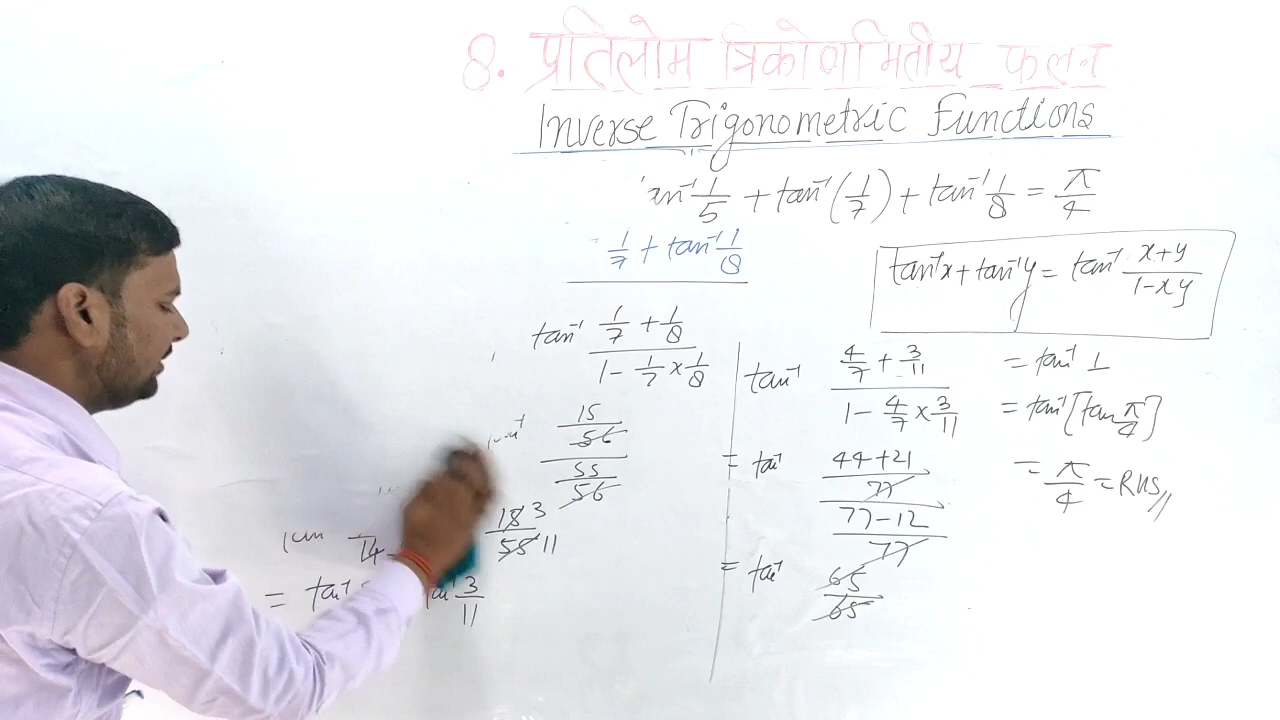 8. प्रतिलोम त्रिकोणमितीय फलन
Inverse Trigonometric Functions
1/5 + tan⁻¹(1/7) + tan⁻¹ 1/8 = π/4
1/7 + tan⁻¹ 1/8
tan⁻¹x + tan⁻¹y = tan⁻¹ (x+y)/(1-xy)
tan⁻¹ (1/7 + 1/8)/(1 - 1/7 × 1/8)
(15/56)/(55/56)
18 3/55 11
14
= tan⁻¹
3/11
tan⁻¹ (4/7 + 3/11)/(1 - 4/7 × 3/11)
= tan⁻¹ ((44+21)/77)/((77-12)/77)
= tan⁻¹ 65/65
= tan⁻¹ 1
= tan⁻¹[tan π/4]
= π/4 = RHS